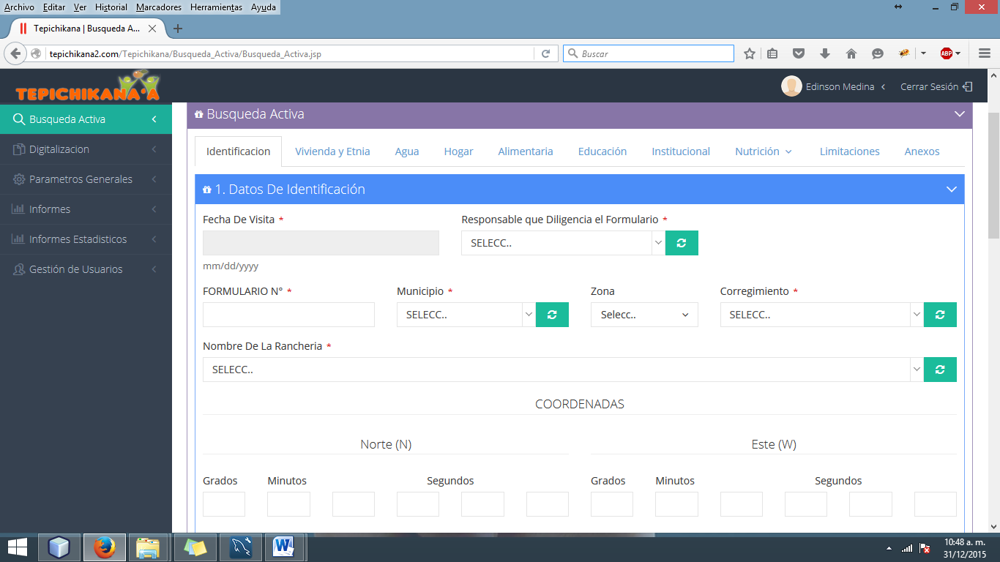 Archivo Editar Ver Historial Marcadores Herramientas Ayuda
Tepichikana | Busqueda A...
tepichikana2.com/Tepichikana/Busqueda_Activa/Busqueda_Activa.jsp
Buscar
ABP
TEPICHIKANA'A
Edinson Medina
Cerrar Sesión
Busqueda Activa
Digitalizacion
Parametros Generales
Informes
Informes Estadisticos
Gestión de Usuarios
Busqueda Activa
Identificacion Vivienda y Etnia Agua Hogar Alimentaria Educación Institucional Nutrición Limitaciones Anexos
1. Datos De Identificación
Fecha De Visita * Responsable que Diligencia el Formulario *
SELECC..
mm/dd/yyyy
FORMULARIO N° * Municipio * Zona Corregimiento *
SELECC.. Selecc.. SELECC..
Nombre De La Rancheria *
SELECC..
COORDENADAS
Norte (N) Este (W)
Grados Minutos Segundos Grados Minutos Segundos
10:48 a. m.
31/12/2015